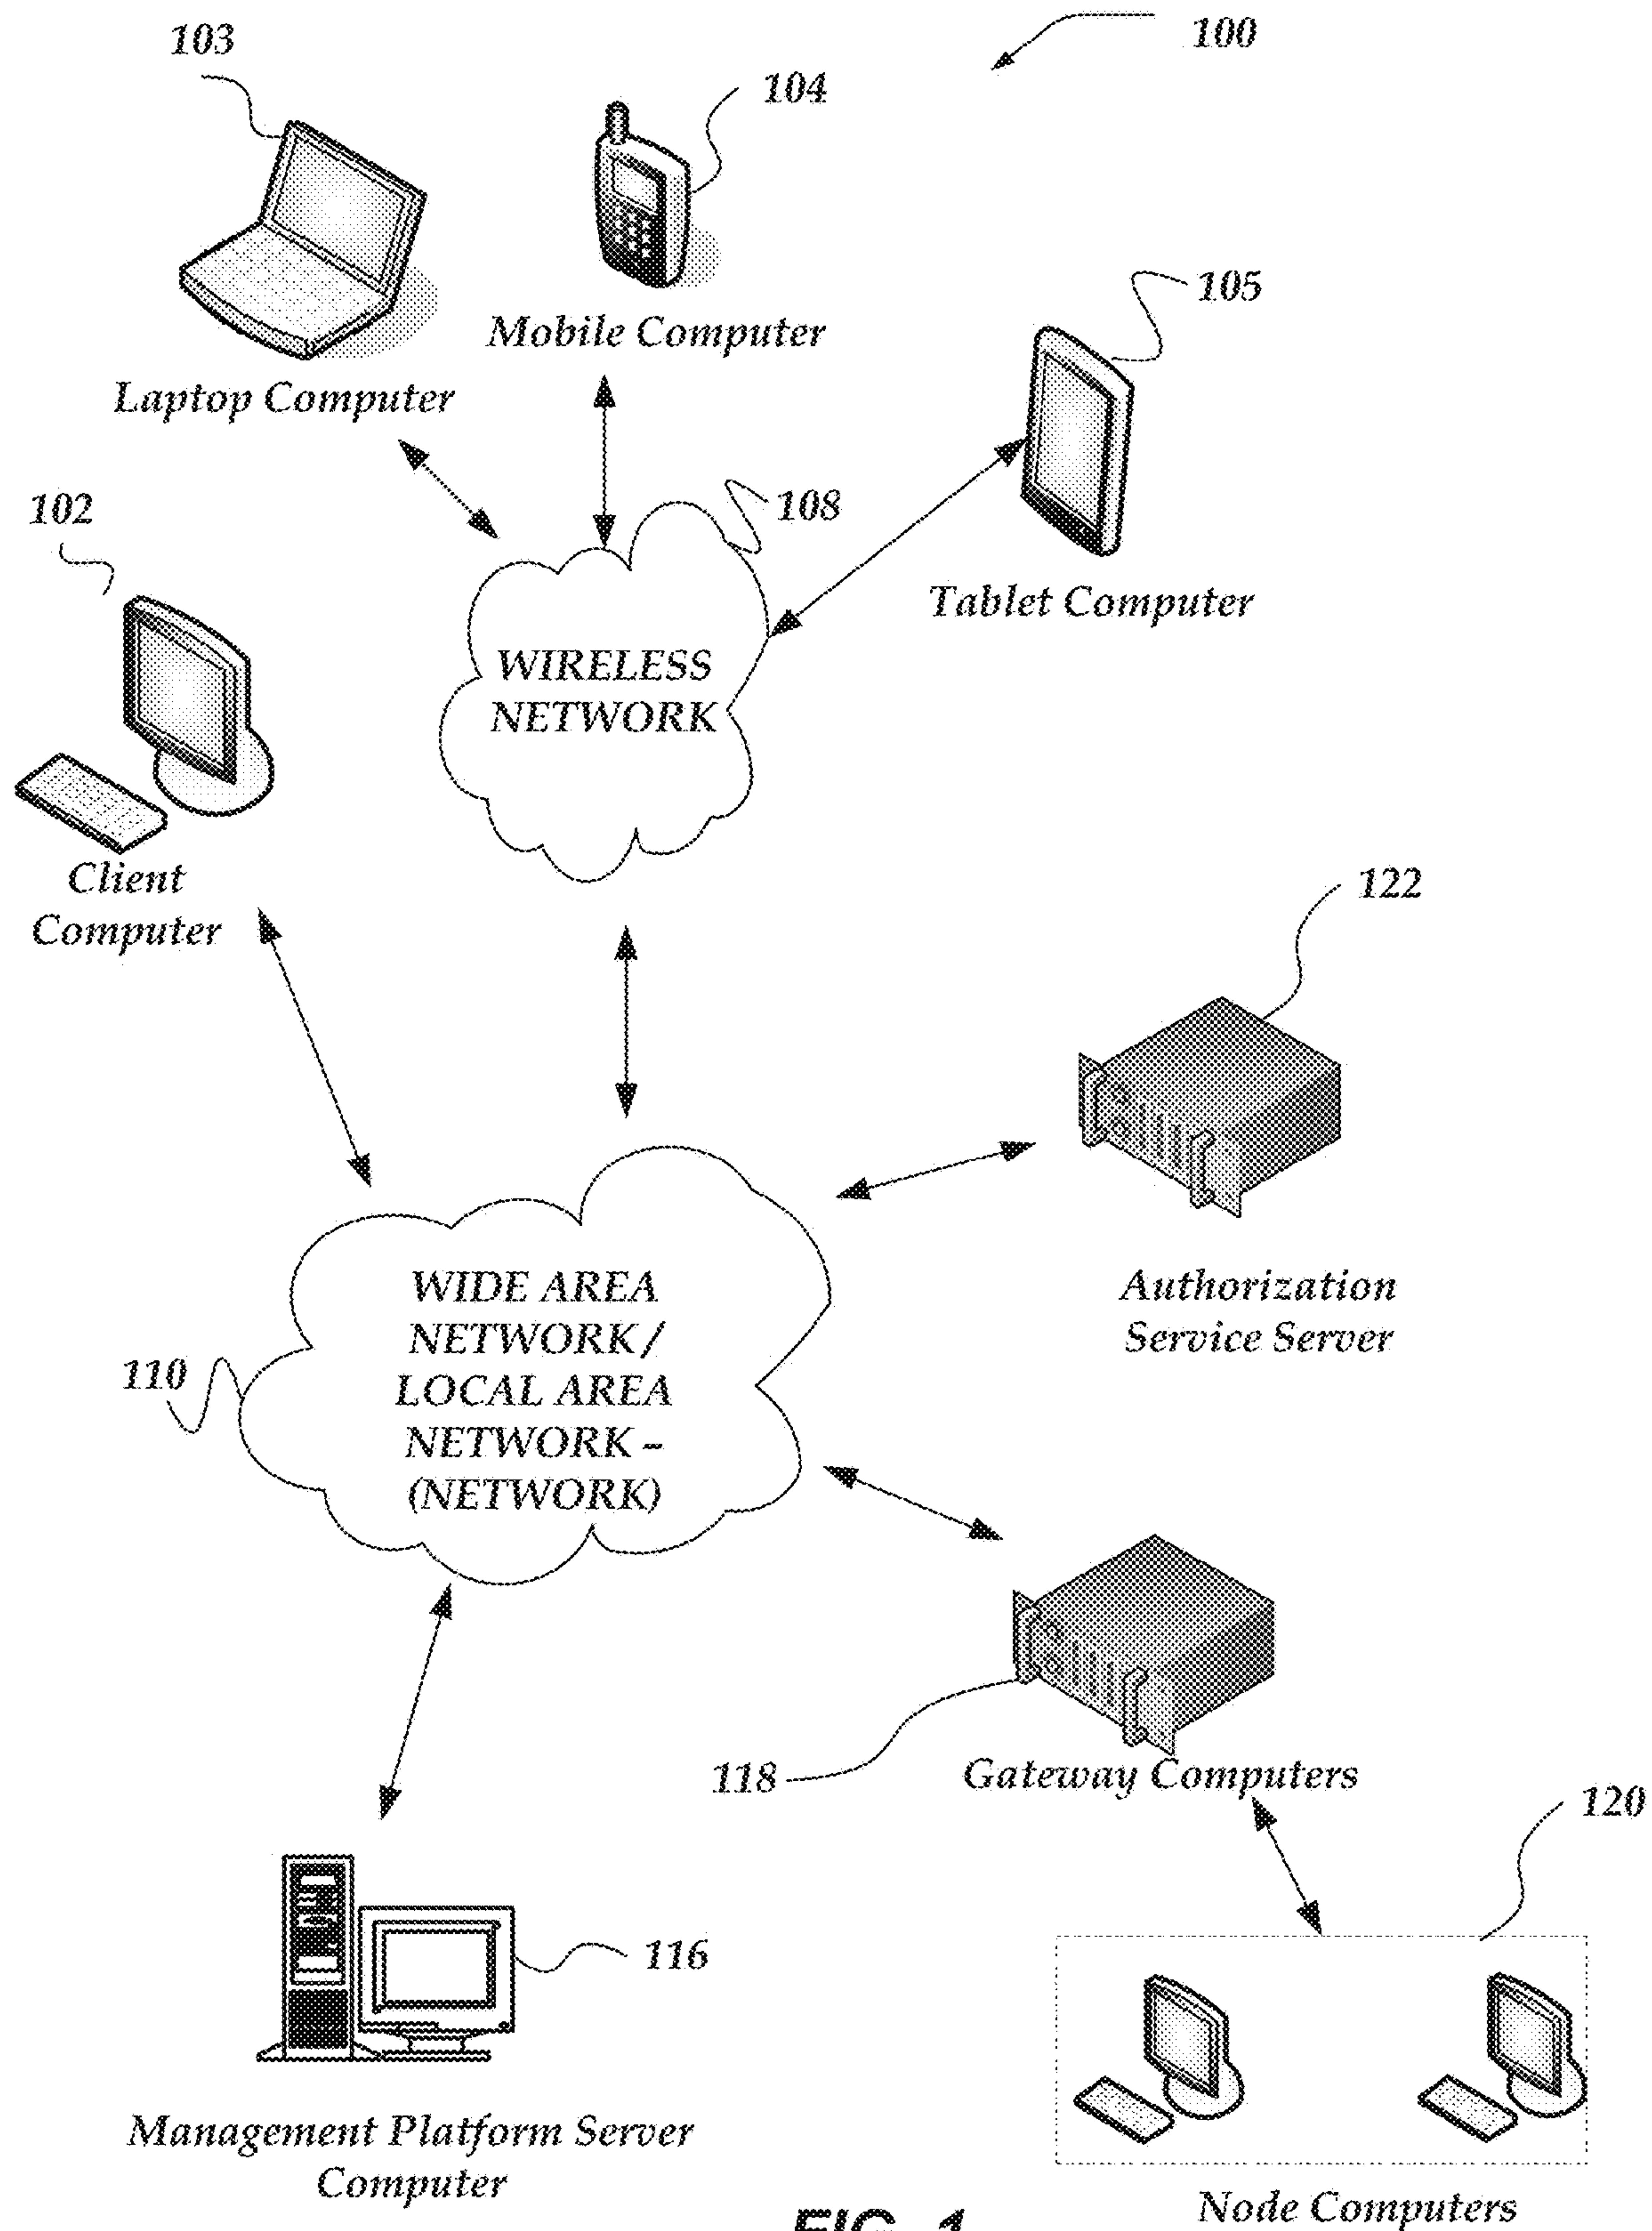 103
100
104
105
Mobile Computer
Laptop Computer
102
108
Tablet Computer
WIRELESS
NETWORK
Client
Computer
122
WIDE AREA
NETWORK /
LOCAL AREA
NETWORK –
(NETWORK)
110
Authorization
Service Server
118
Gateway Computers
120
116
Management Platform Server
Computer
Node Computers
FIG. 1